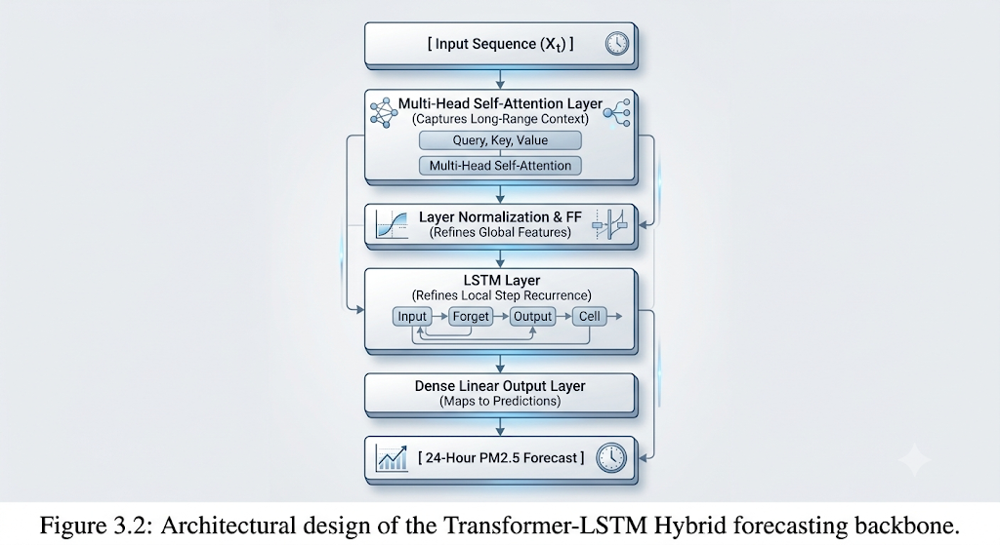 [ Input Sequence (Xₜ) ]
Multi-Head Self-Attention Layer
(Captures Long-Range Context)
Query, Key, Value
Multi-Head Self-Attention
Layer Normalization & FF
(Refines Global Features)
LSTM Layer
(Refines Local Step Recurrence)
Input Forget Output Cell
Dense Linear Output Layer
(Maps to Predictions)
[ 24-Hour PM2.5 Forecast ]
Figure 3.2: Architectural design of the Transformer-LSTM Hybrid forecasting backbone.